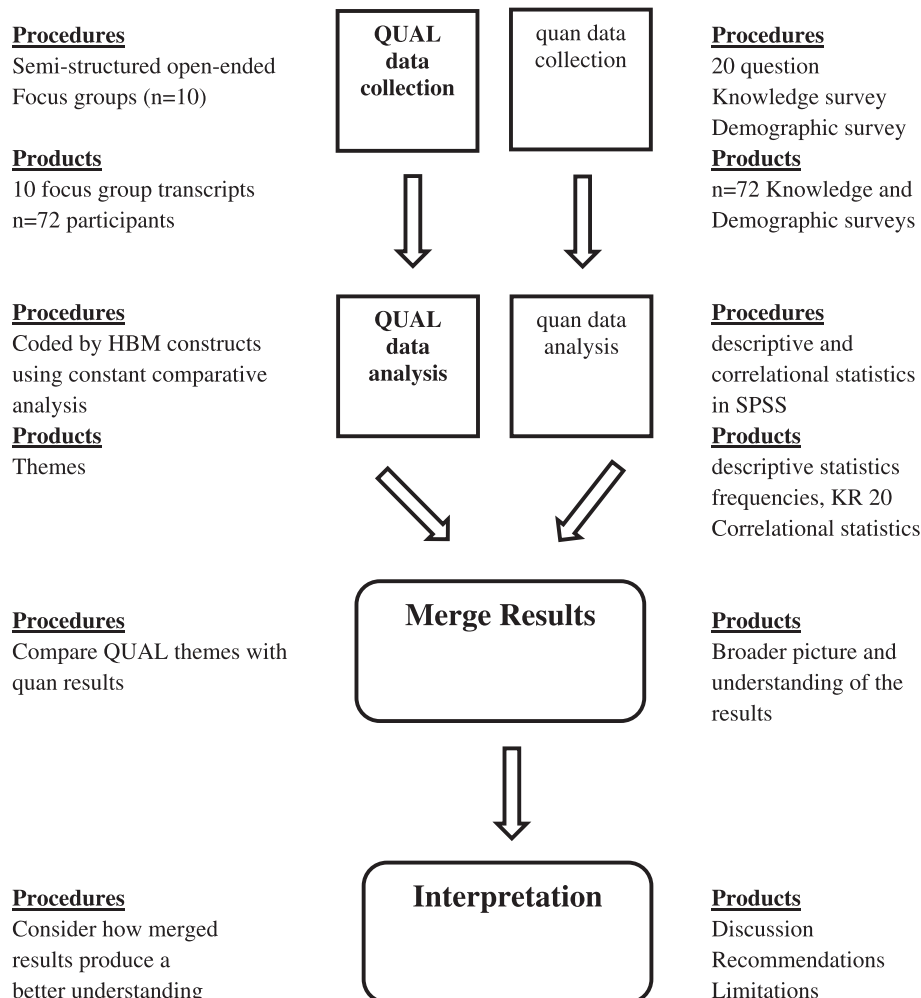 Procedures
Semi-structured open-ended
Focus groups (n=10)
Products
10 focus group transcripts
n=72 participants
QUAL
data
collection
quan data
collection
Procedures
20 question
Knowledge survey
Demographic survey
Products
n=72 Knowledge and
Demographic surveys
Procedures
Coded by HBM constructs
using constant comparative
analysis
Products
Themes
QUAL
data
analysis
quan data
analysis
Procedures
descriptive and
correlational statistics
in SPSS
Products
descriptive statistics
frequencies, KR 20
Correlational statistics
Procedures
Compare QUAL themes with
quan results
Merge Results
Products
Broader picture and
understanding of the
results
Procedures
Consider how merged
results produce a
better understanding
Interpretation
Products
Discussion
Recommendations
Limitations